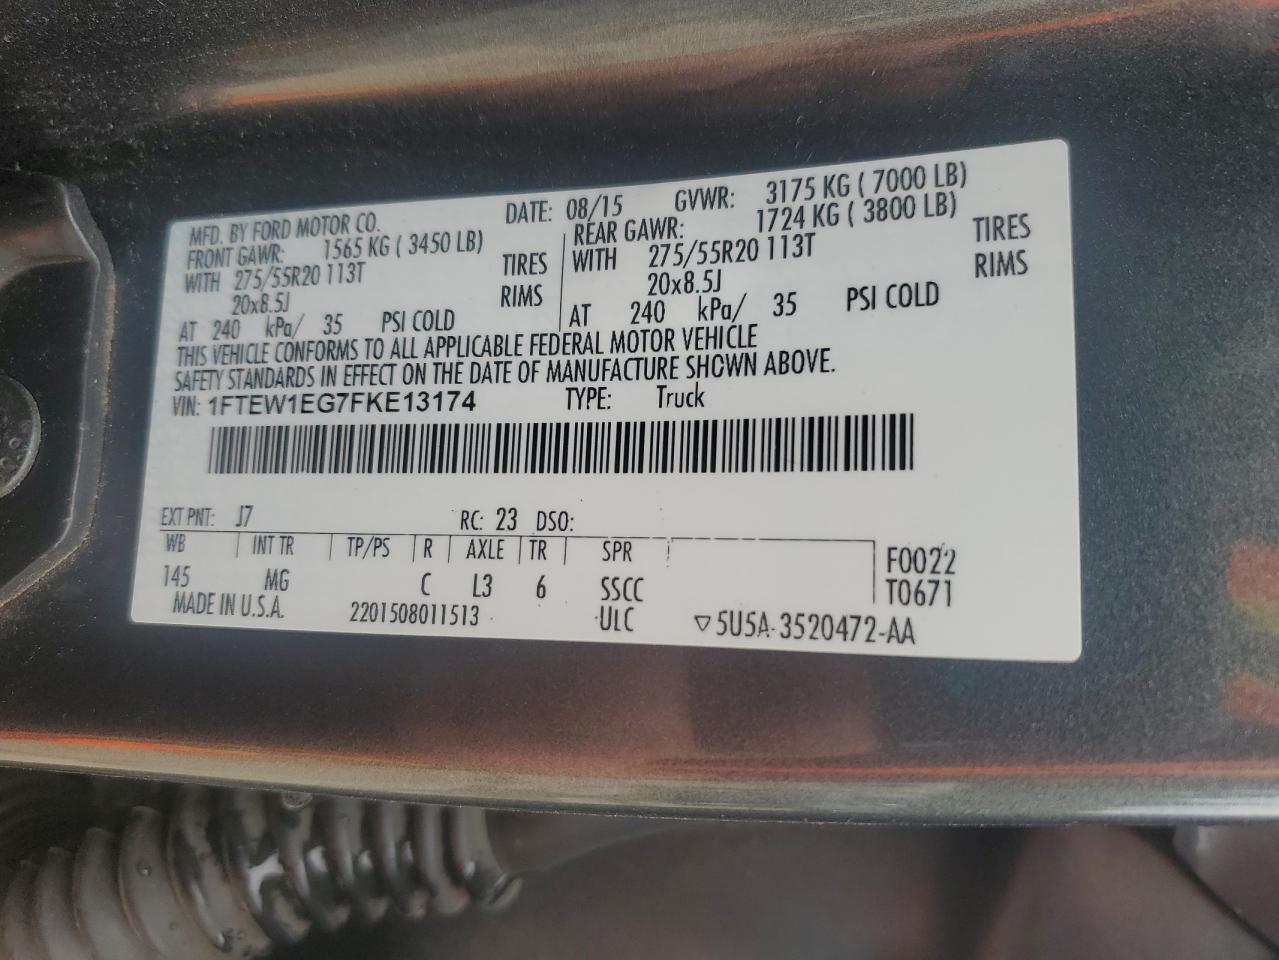 MFD. BY FORD MOTOR CO. DATE: 08/15 GVWR: 3175 KG ( 7000 LB)
FRONT GAWR: 1565 KG ( 3450 LB) REAR GAWR: 1724 KG ( 3800 LB)
WITH 275/55R20 113T TIRES WITH 275/55R20 113T TIRES
20x8.5J RIMS 20x8.5J RIMS
AT 240 kPa/ 35 PSI COLD AT 240 kPa/ 35 PSI COLD
THIS VEHICLE CONFORMS TO ALL APPLICABLE FEDERAL MOTOR VEHICLE
SAFETY STANDARDS IN EFFECT ON THE DATE OF MANUFACTURE SHOWN ABOVE.
VIN: 1FTEW1EG7FKE13174 TYPE: Truck
EXT PNT: J7 RC: 23 DSO:
WB INT TR TP/PS R AXLE TR SPR F0022
145 MG C L3 6 SSCC T0671
MADE IN U.S.A. 2201508011513 ULC ▽5U5A-3520472-AA